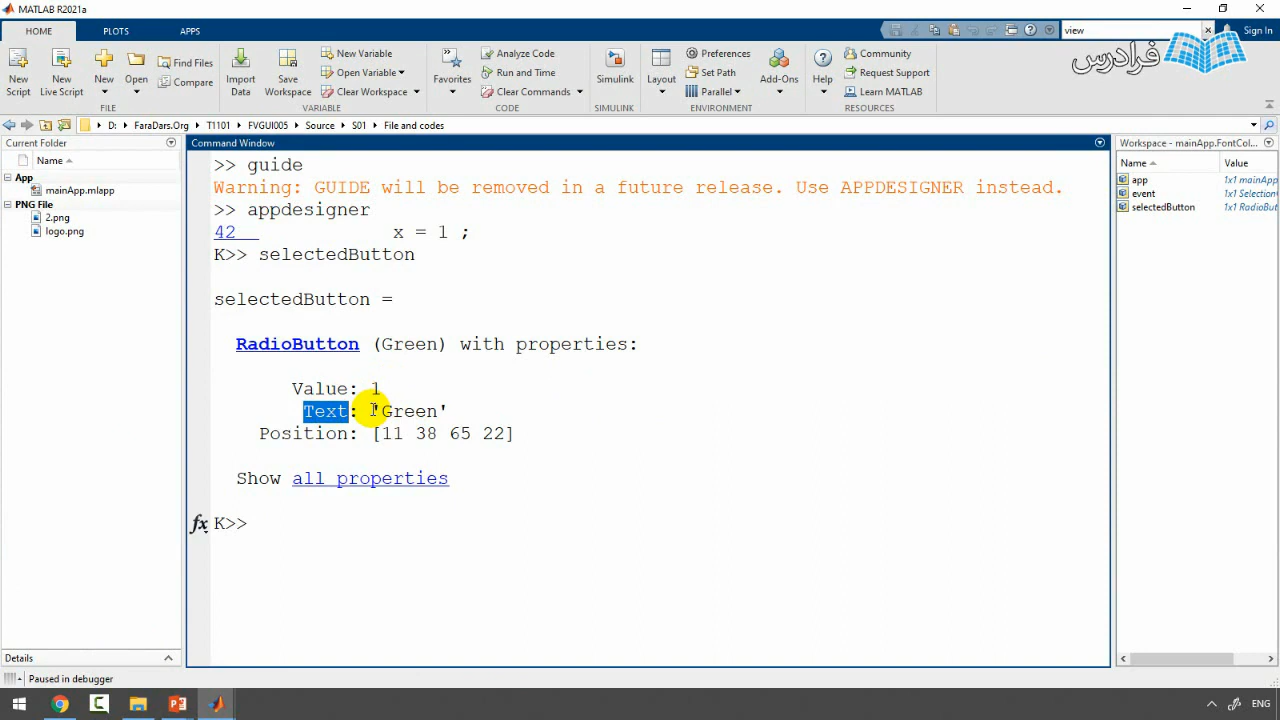 MATLAB R2021a
HOME PLOTS APPS
view
Sign In
فرادرس
New Script
New Live Script
New
Open
Find Files
Compare
FILE
Import Data
Save Workspace
New Variable
Open Variable
Clear Workspace
VARIABLE
Favorites
Analyze Code
Run and Time
Clear Commands
CODE
Simulink
SIMULINK
Layout
Preferences
Set Path
Parallel
Add-Ons
ENVIRONMENT
Help
Community
Request Support
Learn MATLAB
RESOURCES
D: FaraDars.Org T1101 FVGUI005 Source S01 File and codes
Current Folder
Name
App
mainApp.mlapp
PNG File
2.png
logo.png
Details
Command Window
>> guide
Warning: GUIDE will be removed in a future release. Use APPDESIGNER instead.
>> appdesigner
42 x = 1 ;
K>> selectedButton
selectedButton =
RadioButton (Green) with properties:
Value: 1
Text: 'Green'
Position: [11 38 65 22]
Show all properties
fx K>>
Workspace - mainApp.FontCol...
Name Value
app 1x1 mainApp
event 1x1 Selection
selectedButton 1x1 RadioBut
Paused in debugger
ENG